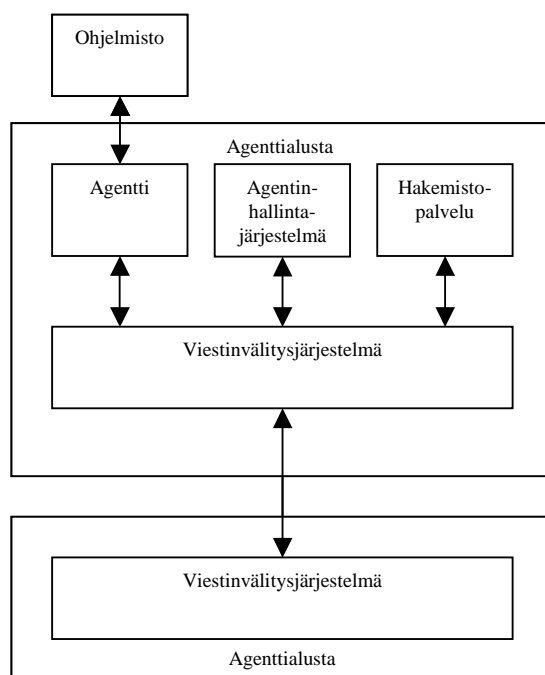 Ohjelmisto
Agenttialusta
Agentti
Agentin-
hallinta-
järjestelmä
Hakemisto-
palvelu
Viestinvälitysjärjestelmä
Viestinvälitysjärjestelmä
Agenttialusta